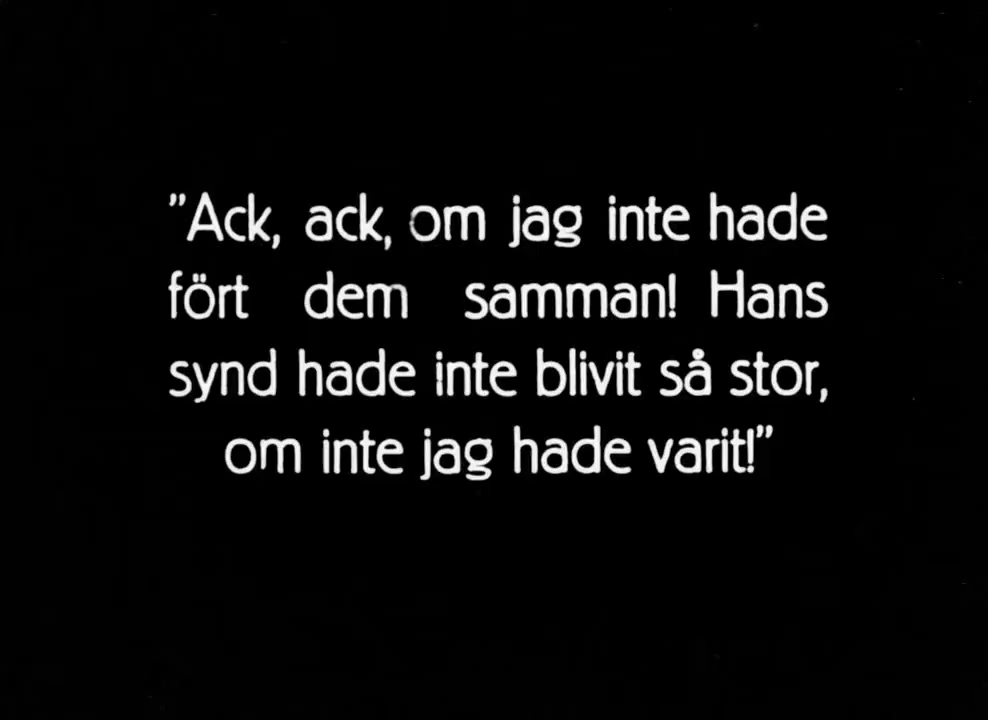 ”Ack, ack, om jag inte hade
fört dem samman! Hans
synd hade inte blivit så stor,
om inte jag hade varit!”